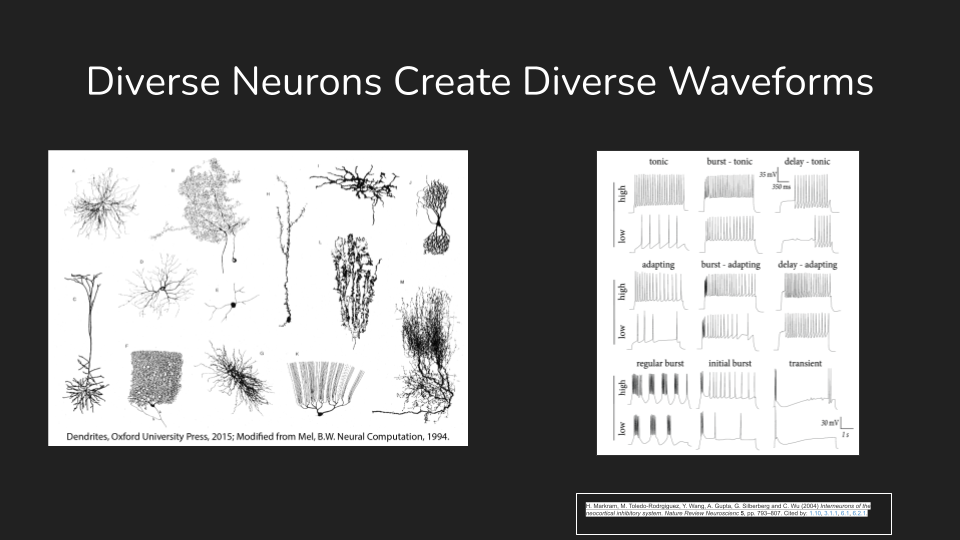 Diverse Neurons Create Diverse Waveforms
A
B
H
I
J
L
D
E
C
M
F
G
K
Dendrites, Oxford University Press, 2015; Modified from Mel, B.W. Neural Computation, 1994.
tonic burst - tonic delay - tonic
35 mV
350 ms
high
low
adapting burst - adapting delay - adapting
high
low
regular burst initial burst transient
high
low
30 mV
1 s
H. Markram, M. Toledo-Rodrgiguez, Y. Wang, A. Gupta, G. Silberberg and C. Wu (2004) Interneurons of the
neocortical inhibitory system. Nature Review Neuroscienc 5, pp. 793–807. Cited by: 1.10, 3.1.1, 6.1, 6.2.1.